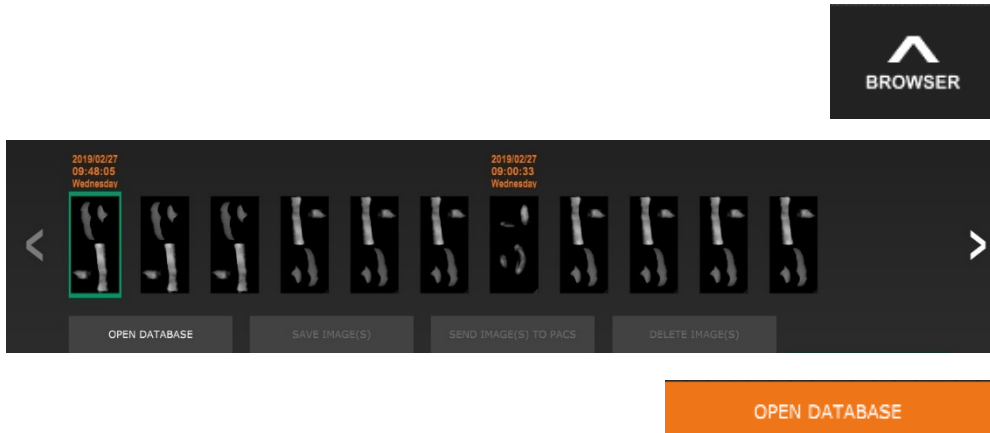 BROWSER
2019/02/27
09:48:05
Wednesday
2019/02/27
09:00:33
Wednesday
OPEN DATABASE
SAVE IMAGE(S)
SEND IMAGE(S) TO PACS
DELETE IMAGE(S)
OPEN DATABASE